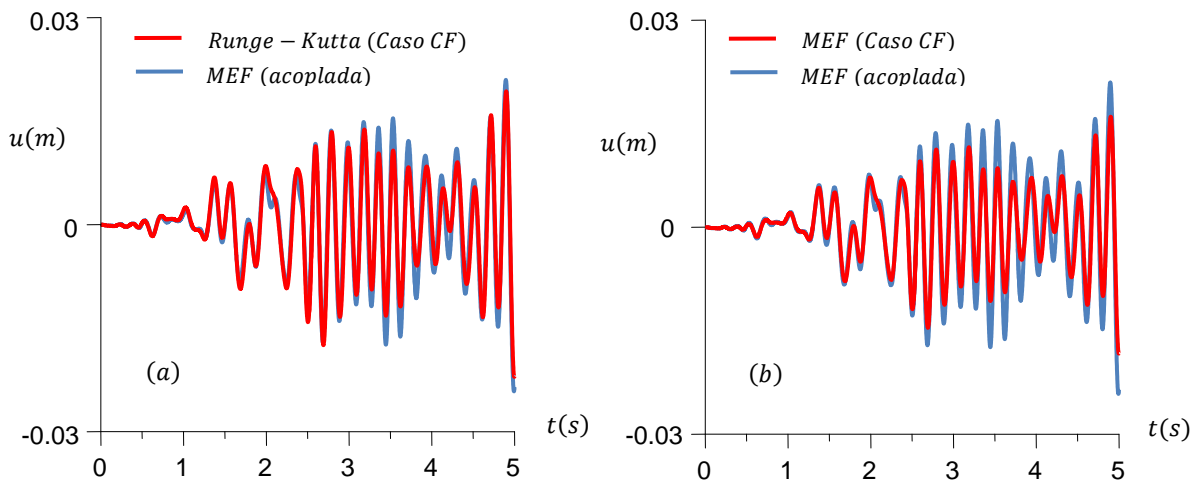 0.03
Runge − Kutta (Caso CF)
MEF (acoplada)
u(m)
0
(a)
-0.03
t(s)
0 1 2 3 4 5
0.03
MEF (Caso CF)
MEF (acoplada)
u(m)
0
(b)
-0.03
t(s)
0 1 2 3 4 5